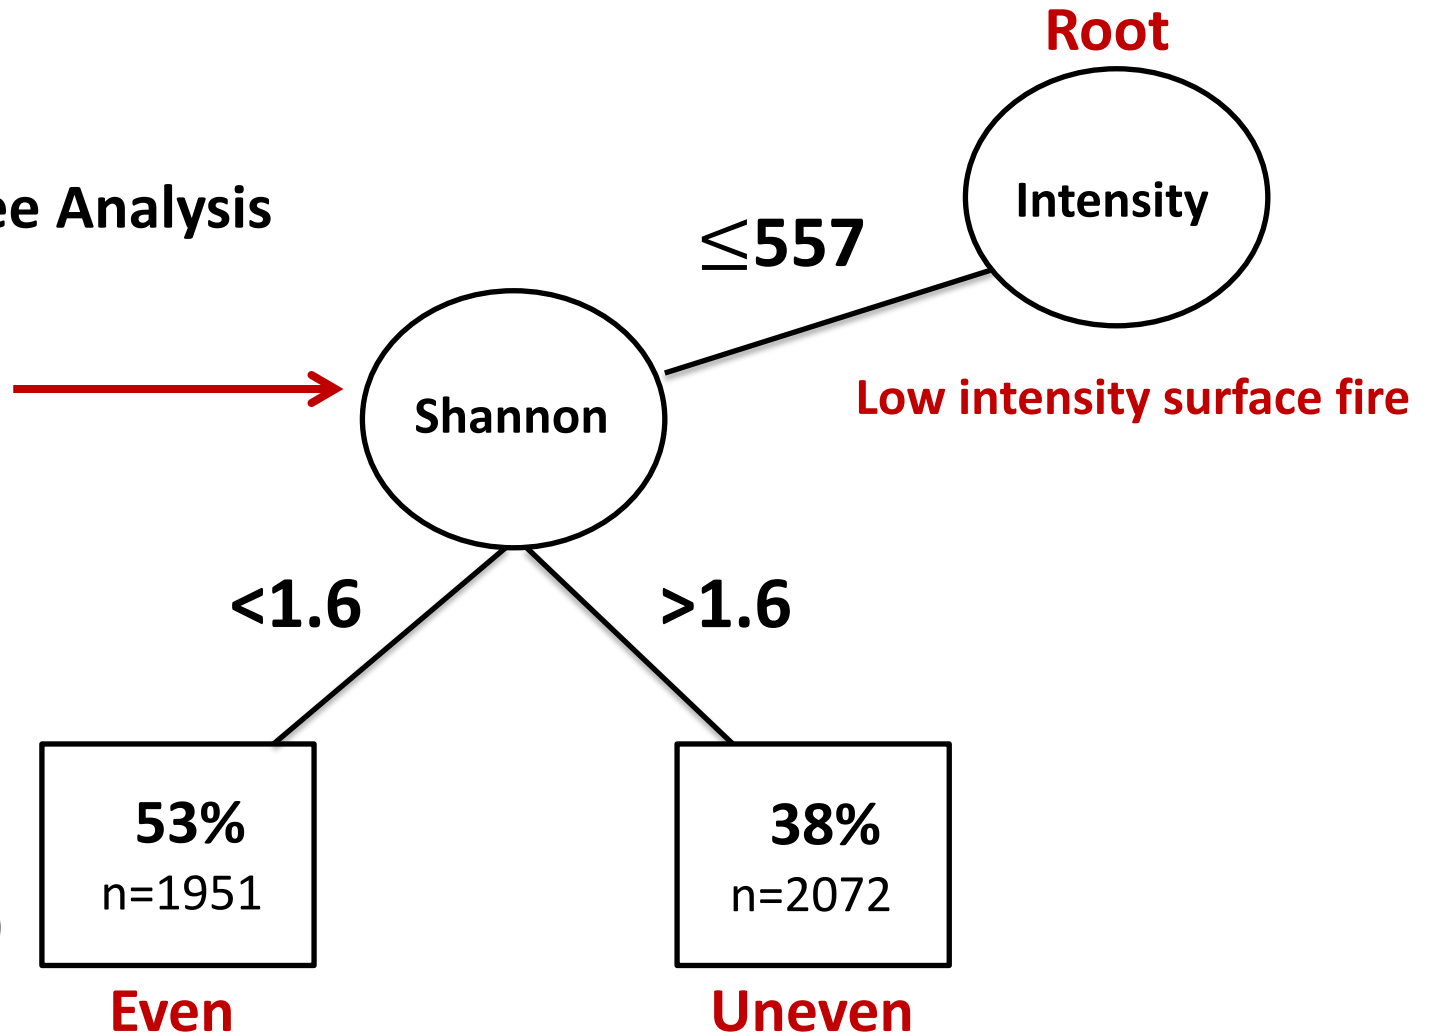 Root
Intensity
ee Analysis
≤557
Low intensity surface fire
Shannon
<1.6
>1.6
53%
n=1951
38%
n=2072
Even
Uneven